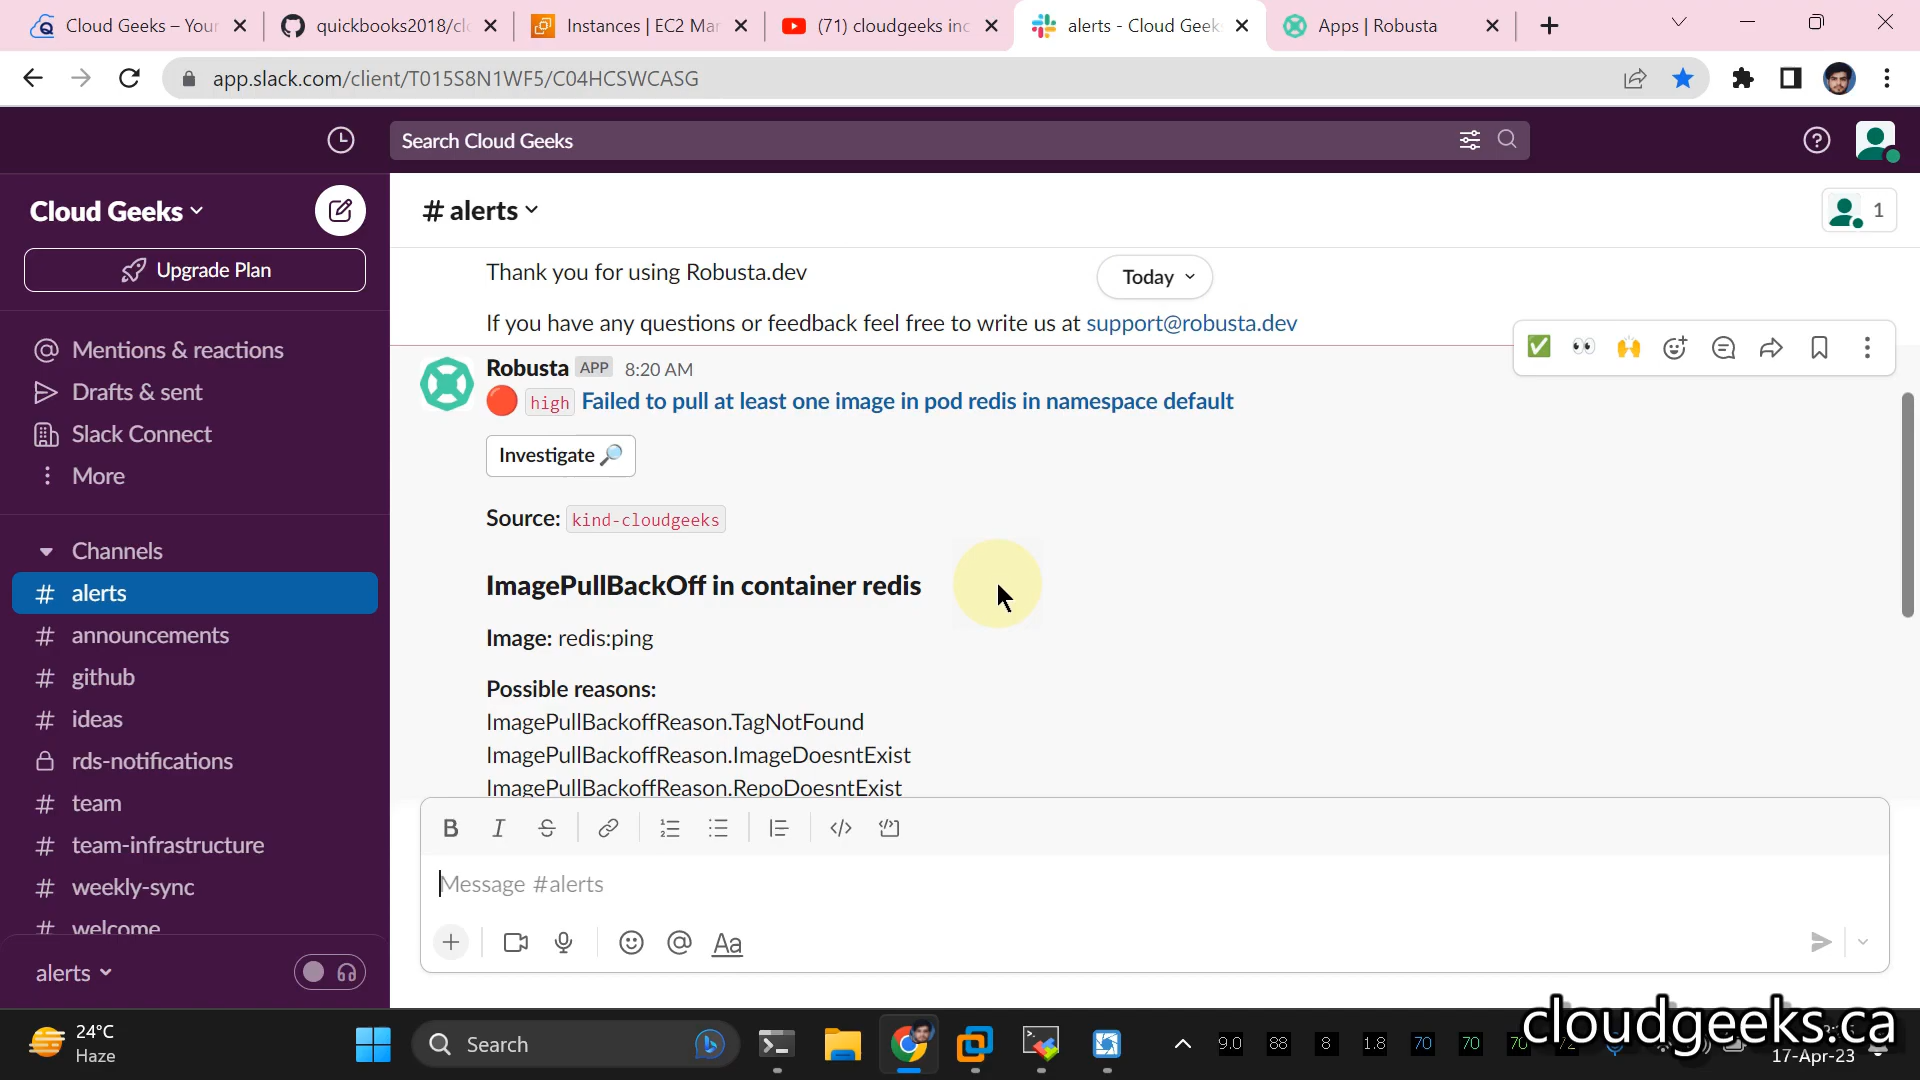 Cloud Geeks – Your
quickbooks2018/clo
Instances | EC2 Mar
(71) cloudgeeks inc
alerts - Cloud Geeks
Apps | Robusta
app.slack.com/client/T015S8N1WF5/C04HCSWCASG
Search Cloud Geeks
Cloud Geeks
Upgrade Plan
Mentions & reactions
Drafts & sent
Slack Connect
More
Channels
alerts
announcements
github
ideas
rds-notifications
team
team-infrastructure
weekly-sync
welcome
alerts
# alerts
1
Thank you for using Robusta.dev
Today
If you have any questions or feedback feel free to write us at support@robusta.dev
Robusta APP 8:20 AM
high Failed to pull at least one image in pod redis in namespace default
Investigate
Source: kind-cloudgeeks
ImagePullBackOff in container redis
Image: redis:ping
Possible reasons:
ImagePullBackoffReason.TagNotFound
ImagePullBackoffReason.ImageDoesntExist
ImagePullBackoffReason.RepoDoesntExist
Message #alerts
Aa
24°C
Haze
Search
9.0 88 8 1.8 70 70 70
cloudgeeks.ca
17-Apr-23